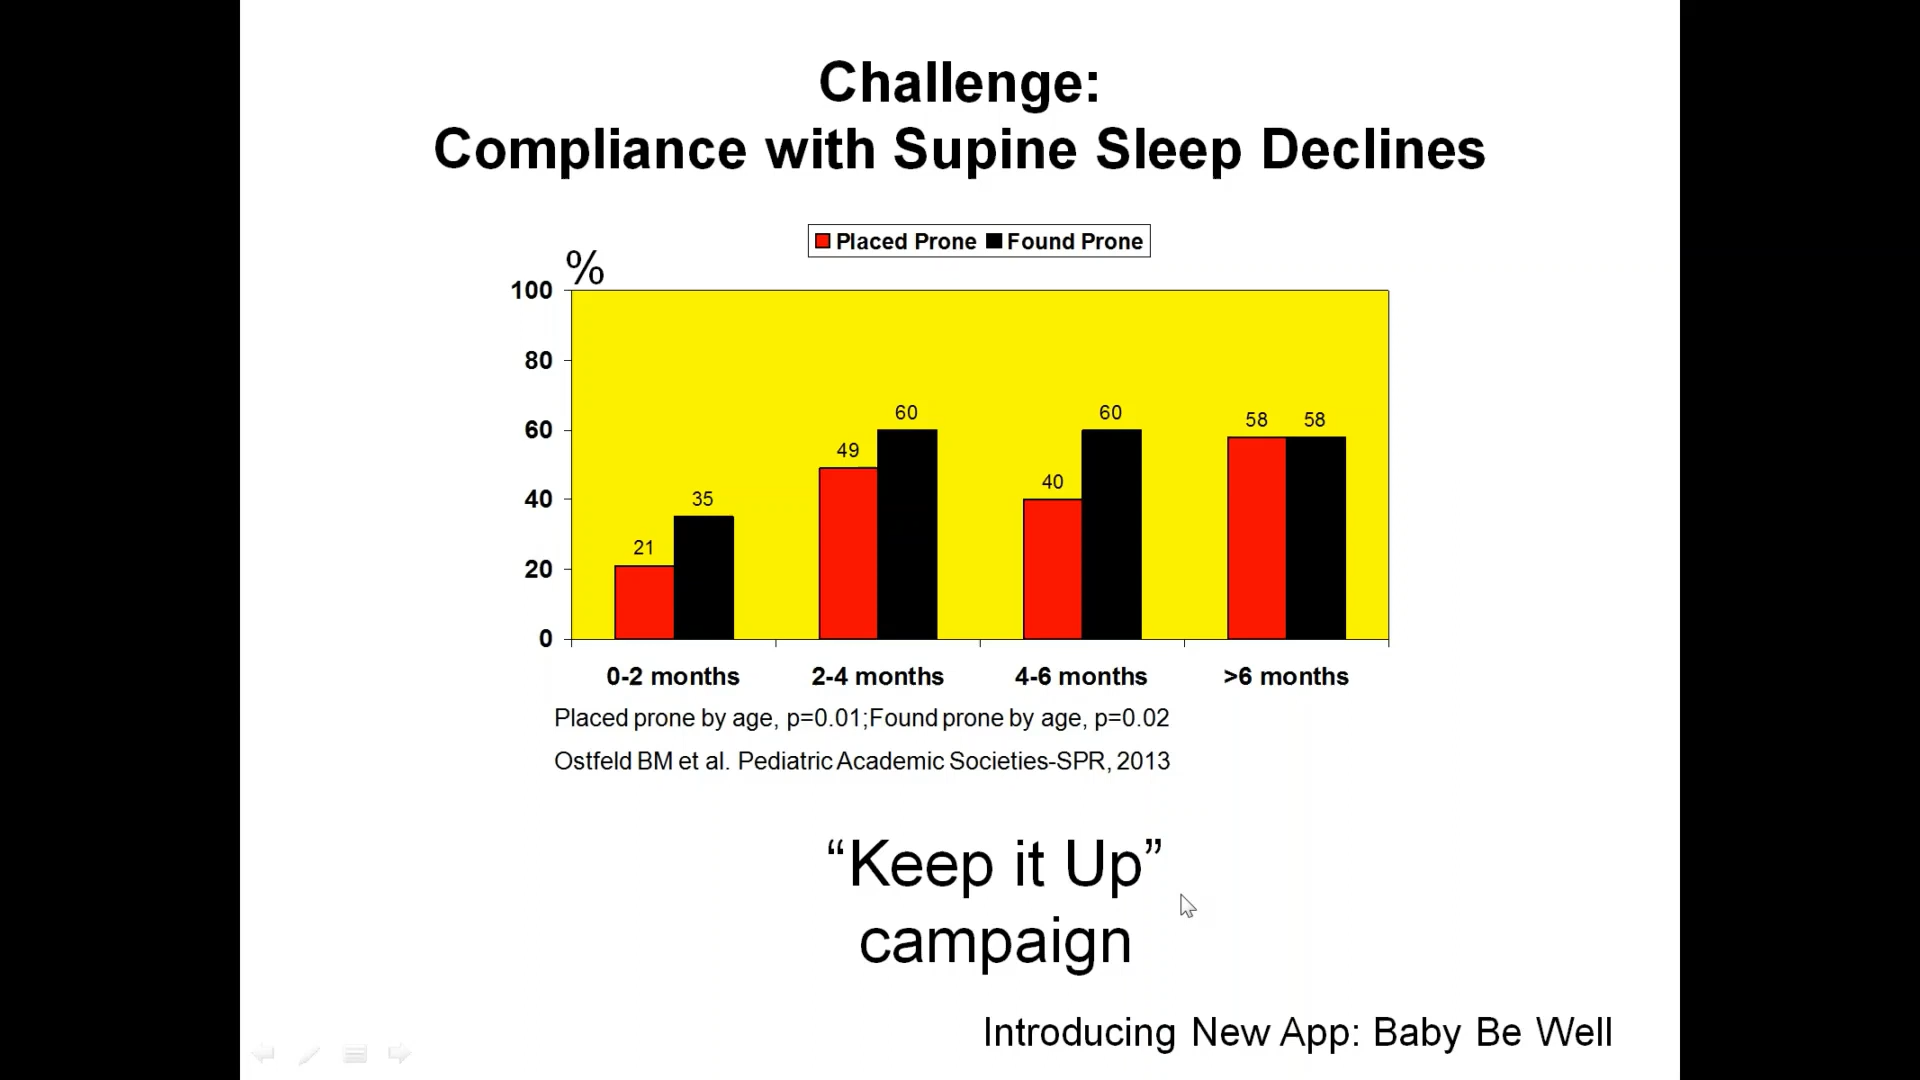 Challenge:
Compliance with Supine Sleep Declines
Placed Prone Found Prone
%
100
80
60
40
20
0
21
35
49
60
40
60
58
58
0-2 months
2-4 months
4-6 months
>6 months
Placed prone by age, p=0.01;Found prone by age, p=0.02
Ostfeld BM et al. Pediatric Academic Societies-SPR, 2013
“Keep it Up”
campaign
Introducing New App: Baby Be Well